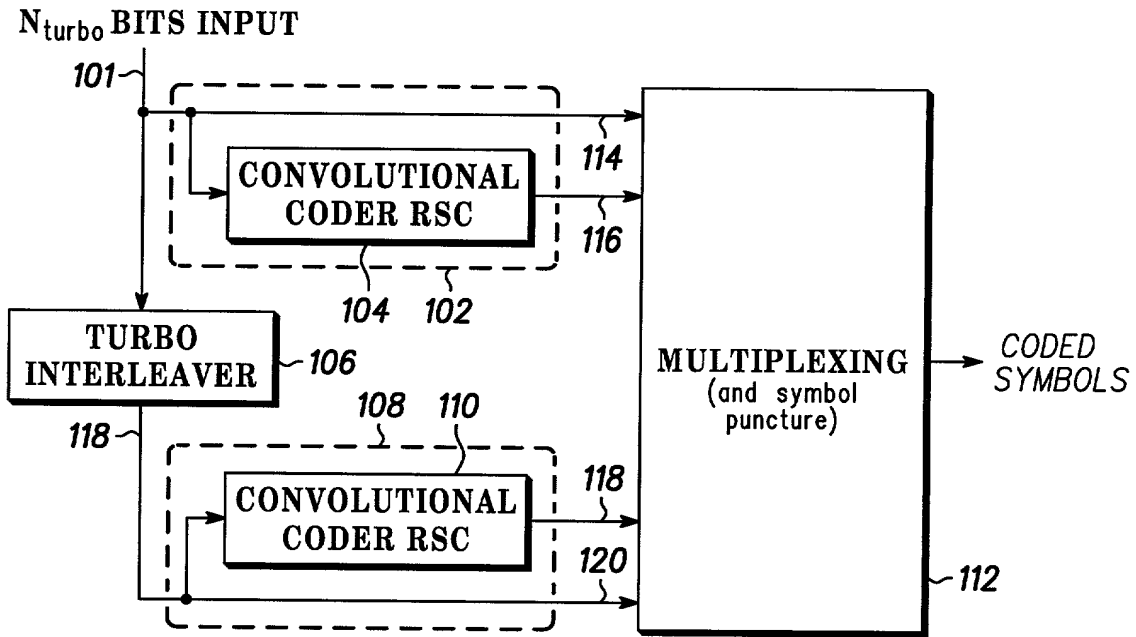 Nturbo BITS INPUT
101
114
CONVOLUTIONAL
CODER RSC
116
104
102
TURBO
INTERLEAVER
106
MULTIPLEXING
(and symbol
puncture)
CODED
SYMBOLS
118
108
110
CONVOLUTIONAL
CODER RSC
118
120
112